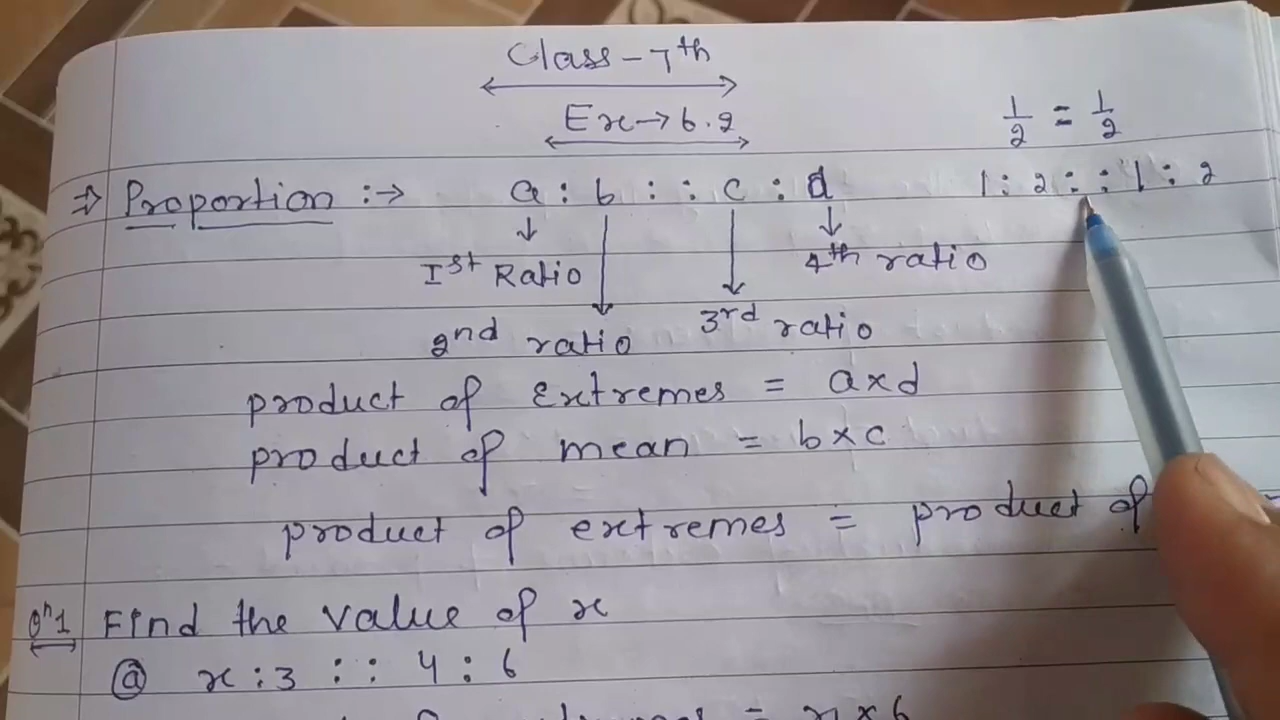 Class-7th
Ex→6.2
1/2 = 1/2
⇒ Proportion :→ a : b : : c : d 1 : 2 : : 1 : 2
Ist Ratio 4th ratio
2nd ratio 3rd ratio
product of Extremes = a×d
product of mean = b×c
product of extremes = product of
Qn1 Find the value of x
(a) x : 3 : : 4 : 6
= x×6